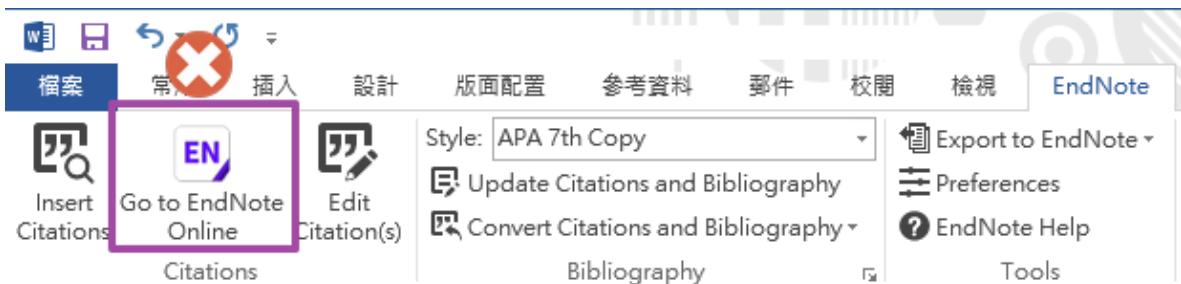 檔案 常 插入 設計 版面配置 參考資料 郵件 校閱 檢視 EndNote
EN
Insert
Citations
Go to EndNote
Online
Edit
Citation(s)
Citations
Style: APA 7th Copy
Update Citations and Bibliography
Convert Citations and Bibliography
Bibliography
Export to EndNote
Preferences
EndNote Help
Tools